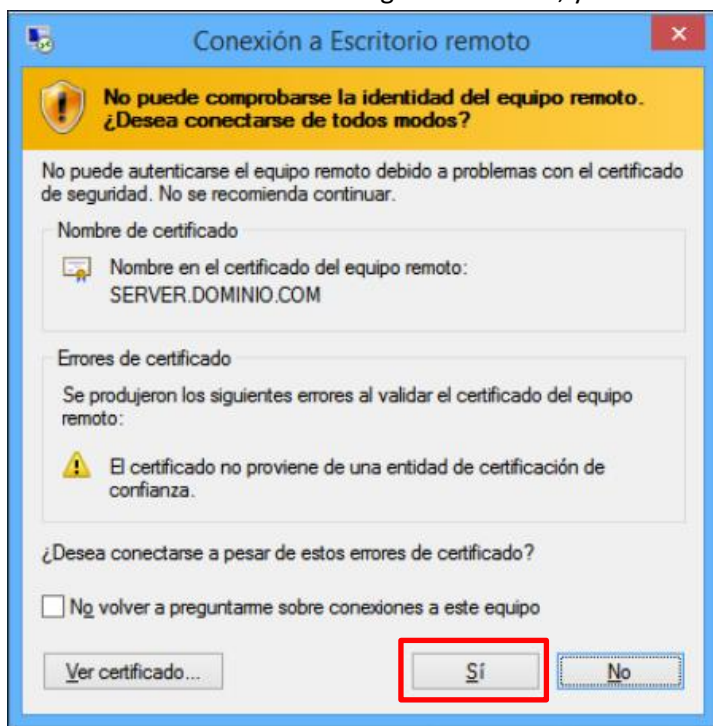 Conexión a Escritorio remoto
No puede comprobarse la identidad del equipo remoto.
¿Desea conectarse de todos modos?
No puede autenticarse el equipo remoto debido a problemas con el certificado
de seguridad. No se recomienda continuar.
Nombre de certificado
Nombre en el certificado del equipo remoto:
SERVER.DOMINIO.COM
Errores de certificado
Se produjeron los siguientes errores al validar el certificado del equipo
remoto:
El certificado no proviene de una entidad de certificación de
confianza.
¿Desea conectarse a pesar de estos errores de certificado?
No volver a preguntarme sobre conexiones a este equipo
Ver certificado...
Sí
No